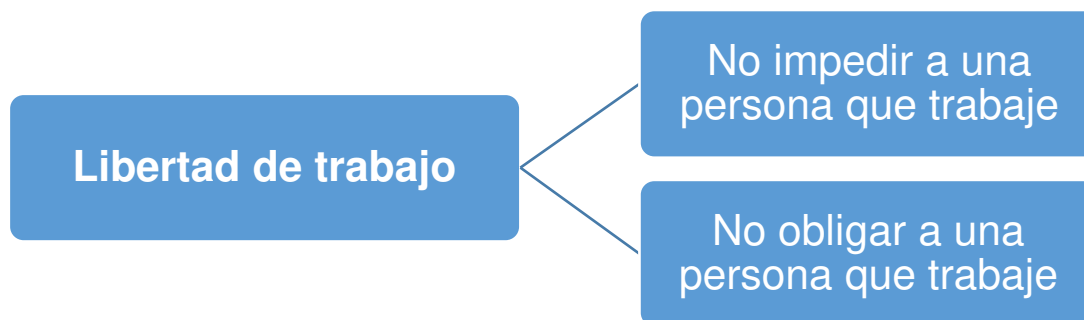 Libertad de trabajo
No impedir a una
persona que trabaje
No obligar a una
persona que trabaje